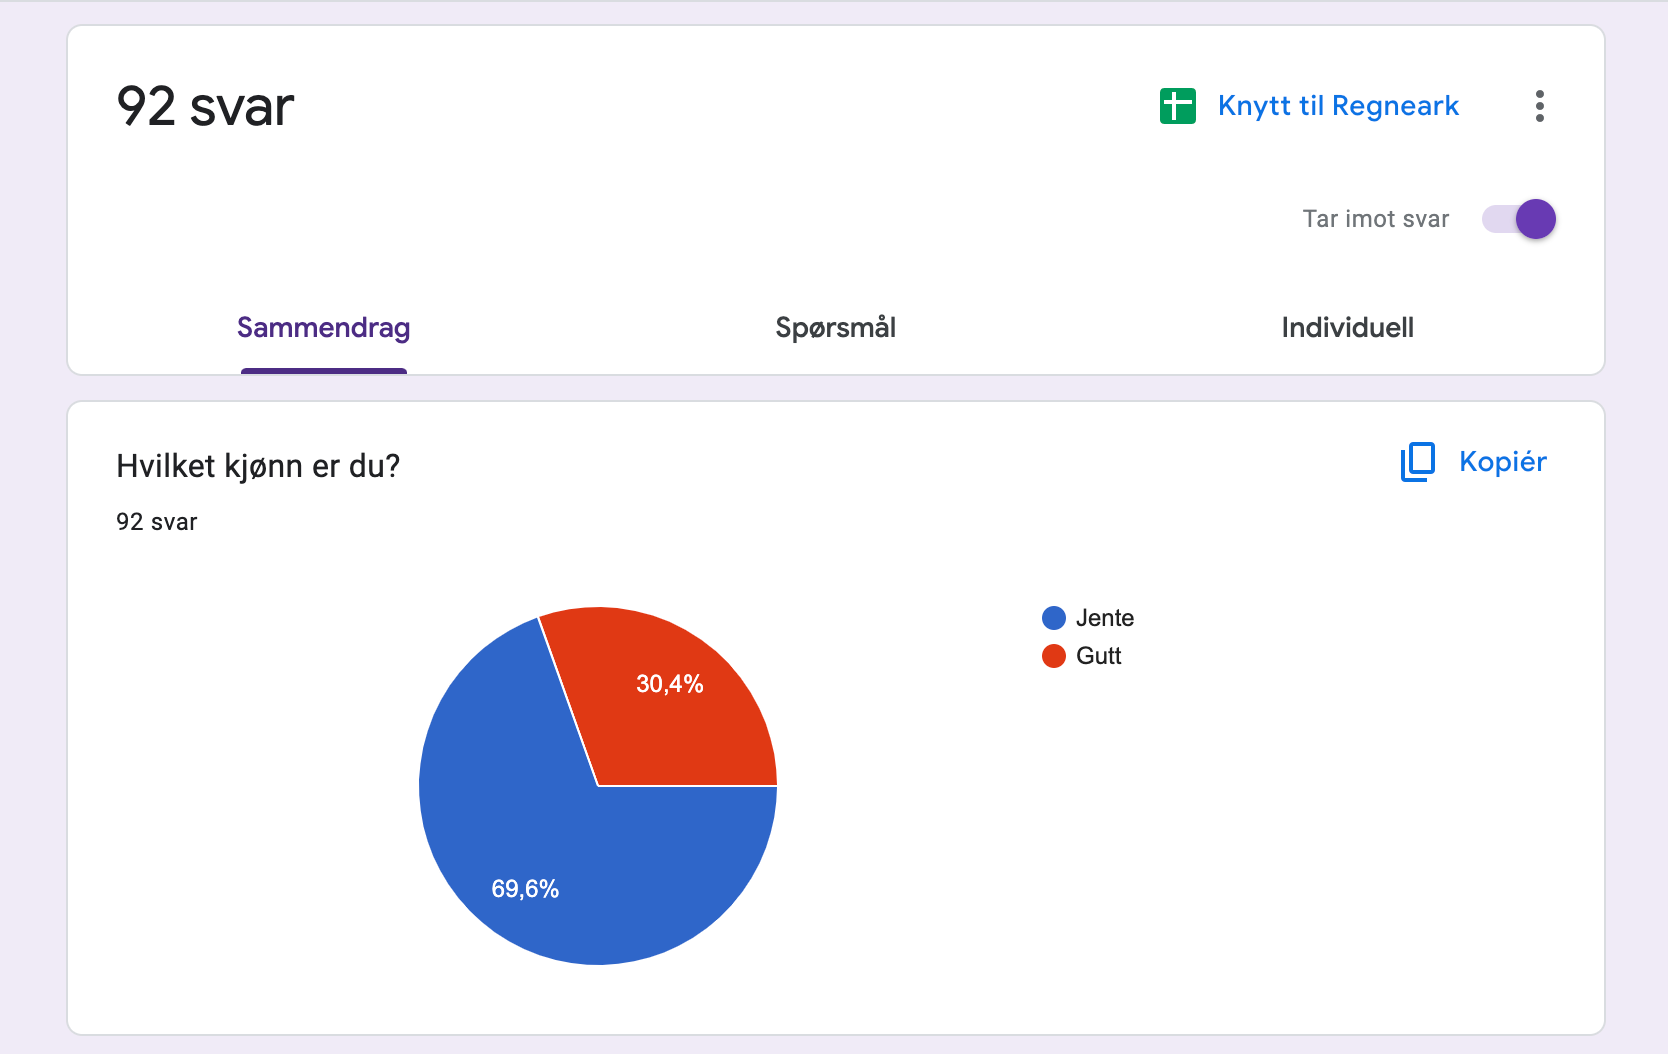 92 svar
Knytt til Regneark
Tar imot svar
Sammendrag
Spørsmål
Individuell
Hvilket kjønn er du?
Kopiér
92 svar
Jente
Gutt
30,4%
69,6%